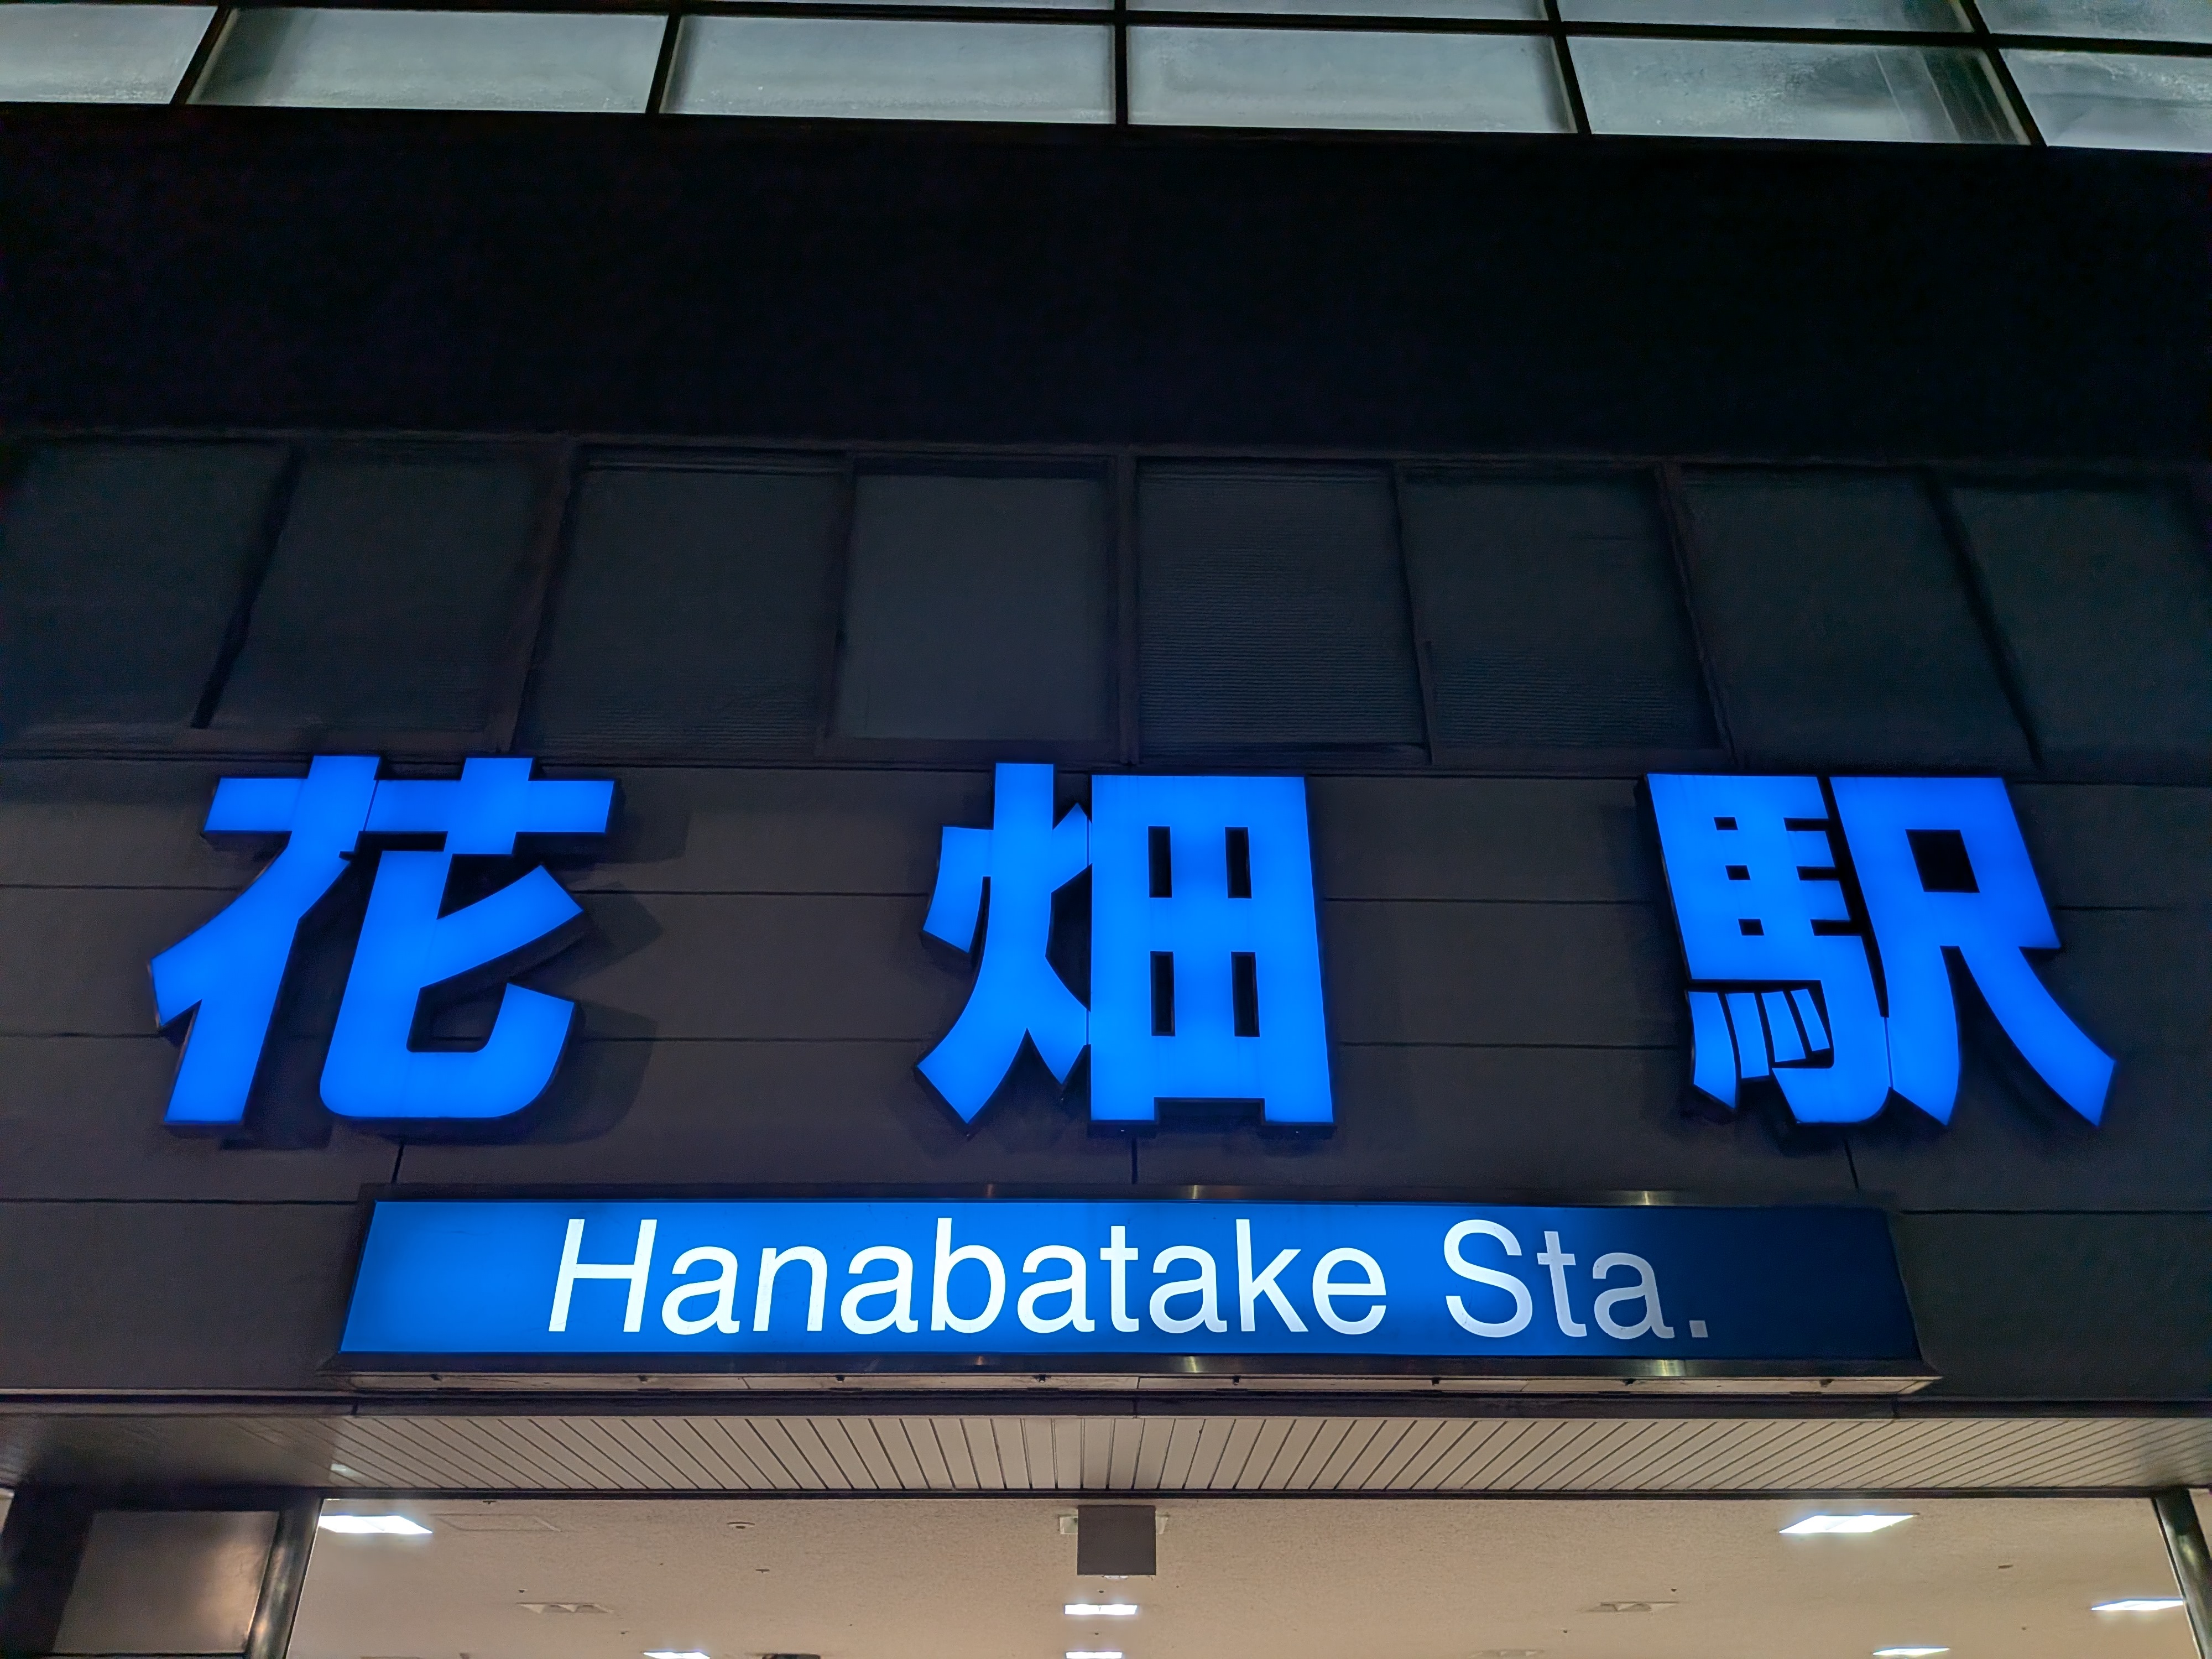 花畑駅
Hanabatake Sta.